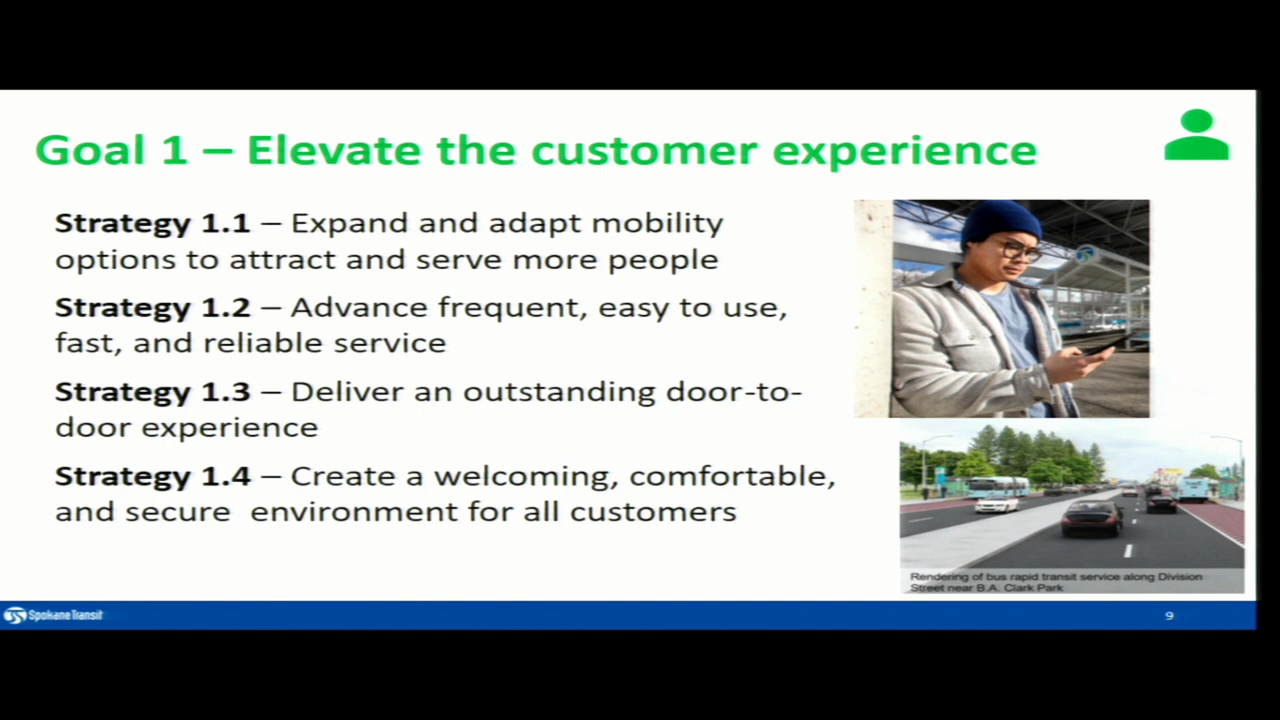 Goal 1 – Elevate the customer experience
Strategy 1.1 – Expand and adapt mobility
options to attract and serve more people
Strategy 1.2 – Advance frequent, easy to use,
fast, and reliable service
Strategy 1.3 – Deliver an outstanding door-to-
door experience
Strategy 1.4 – Create a welcoming, comfortable,
and secure  environment for all customers
Rendering of bus rapid transit service along Division
Street near B.A. Clark Park
SpokaneTransit
9